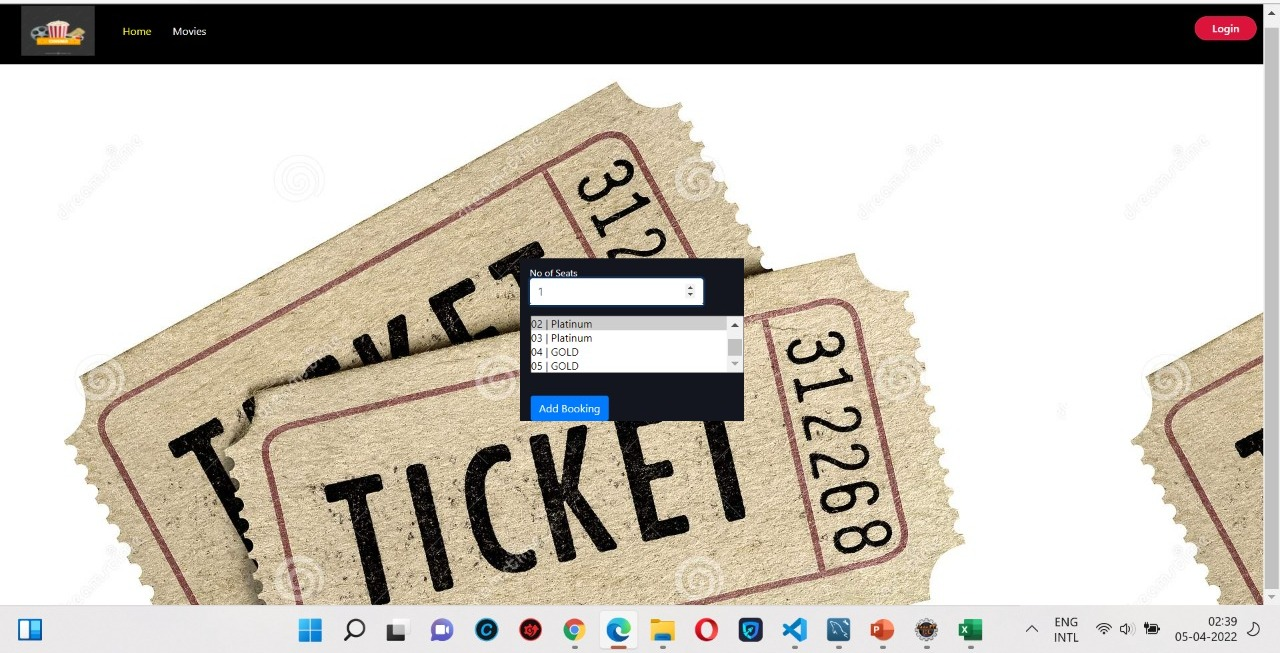 Home
Movies
Login
312
TICKET
No of Seats
1
02 | Platinum
03 | Platinum
04 | GOLD
05 | GOLD
Add Booking
TICKET
312268
dreamstime
ENG
INTL
02:39
05-04-2022